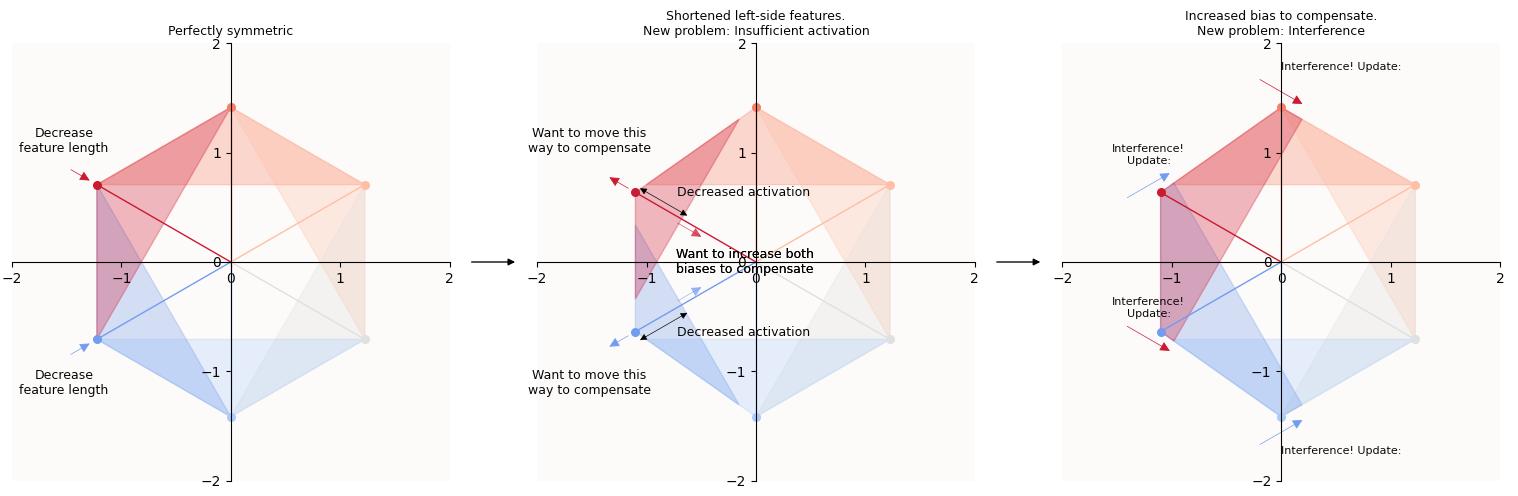 Perfectly symmetric
2
1
0
−1
−2
−2
−1
0
1
2
Decrease
feature length
Decrease
feature length
Shortened left-side features.
New problem: Insufficient activation
2
1
0
−1
−2
−2
−1
0
1
2
Want to move this
way to compensate
Decreased activation
Want to increase both
biases to compensate
Decreased activation
Want to move this
way to compensate
Increased bias to compensate.
New problem: Interference
2
1
0
−1
−2
−2
−1
0
1
2
Interference! Update:
Interference!
Update:
Interference!
Update:
Interference! Update: